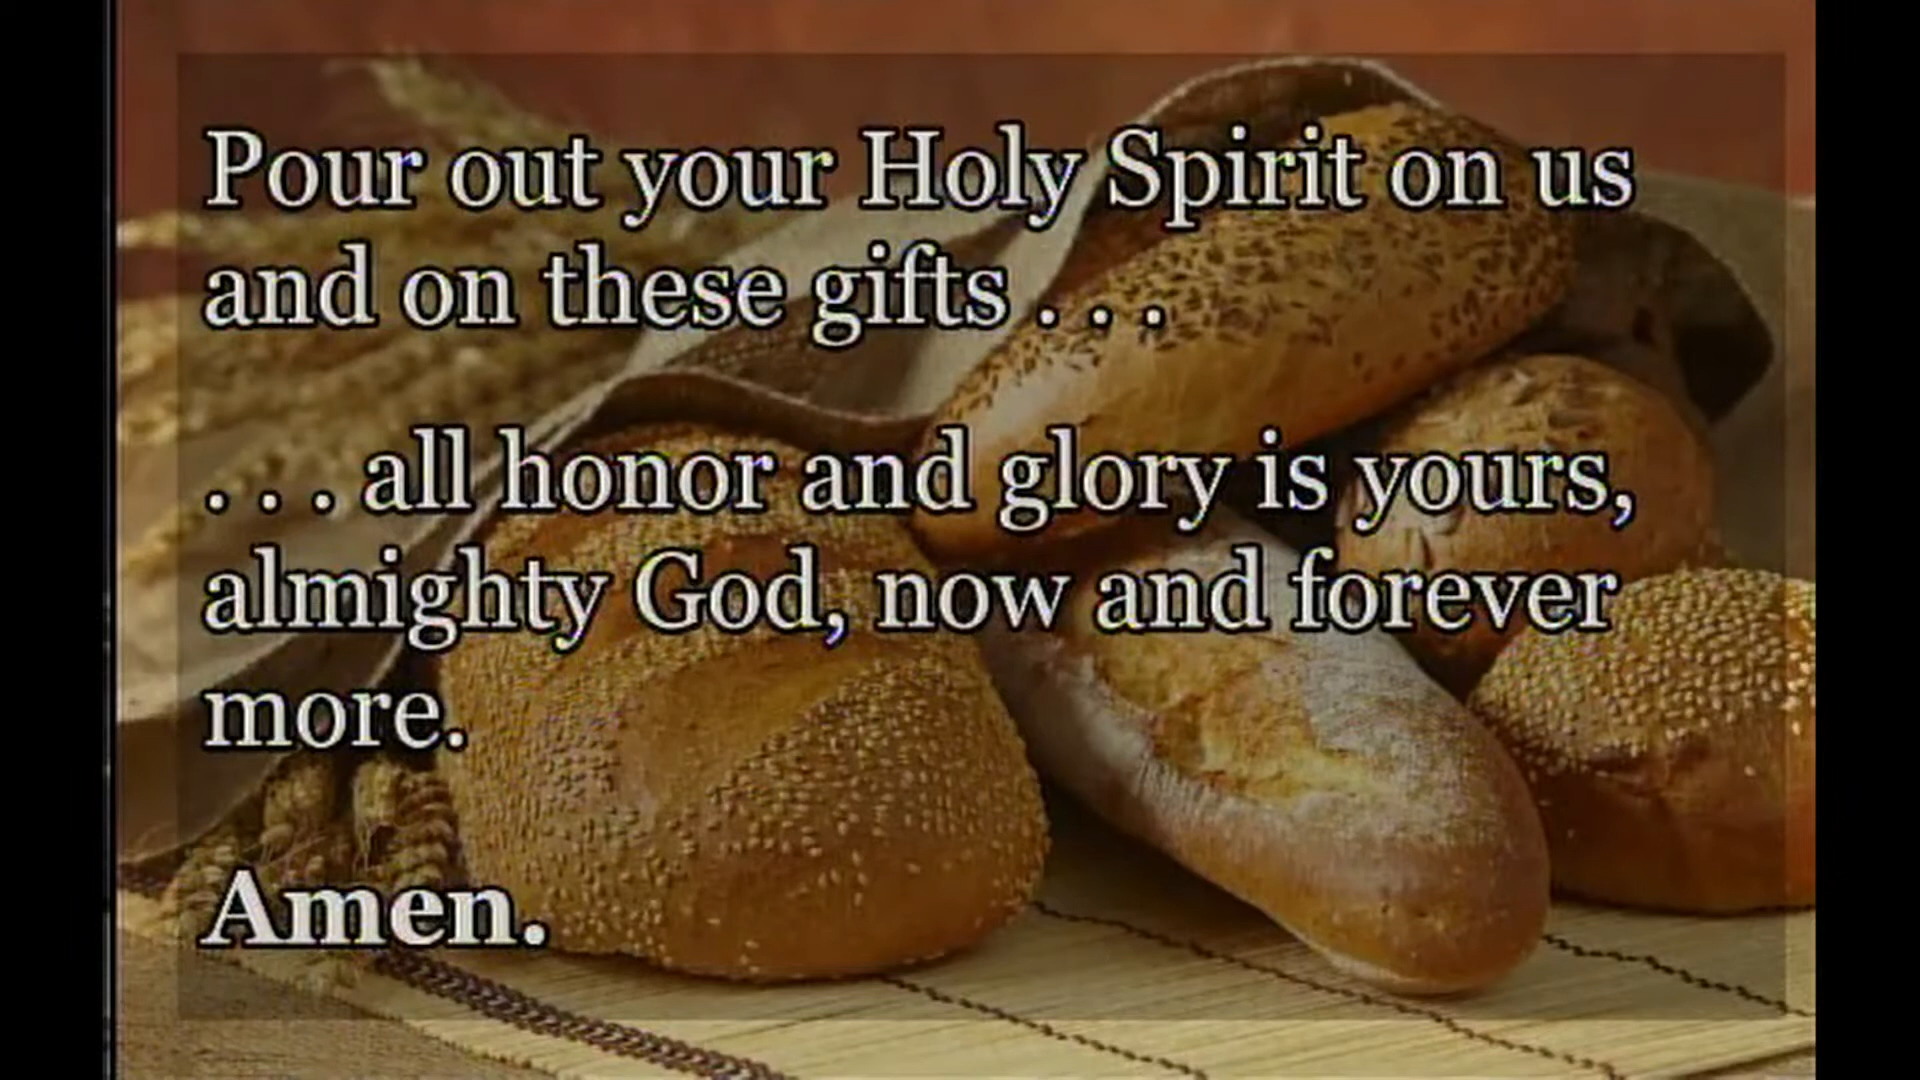 Pour out your Holy Spirit on us
and on these gifts . . .
. . . all honor and glory is yours,
almighty God, now and forever
more.
Amen.